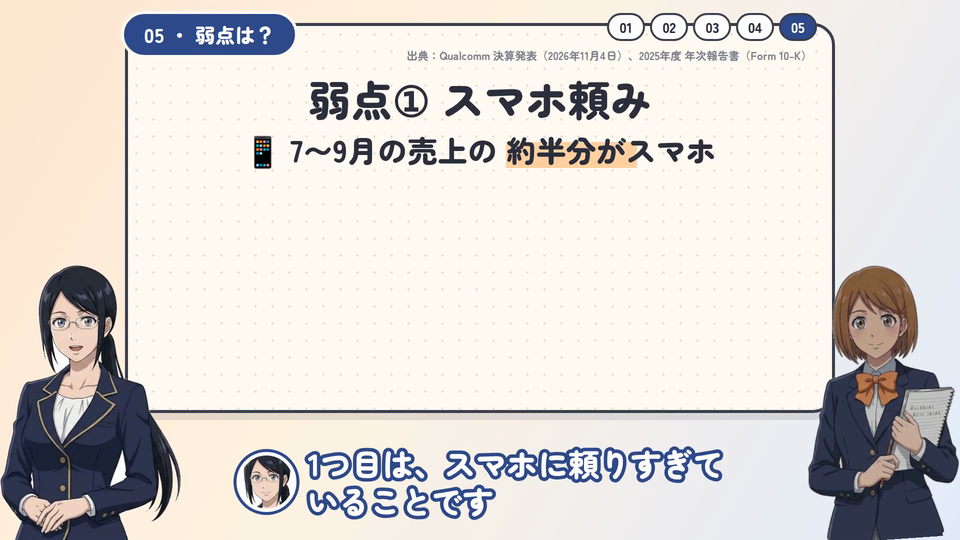 05 ・ 弱点は？
01 02 03 04 05
出典：Qualcomm 決算発表（2026年11月4日）、2025年度 年次報告書（Form 10-K）
弱点① スマホ頼み
7〜9月の売上の 約半分がスマホ
1つ目は、スマホに頼りすぎて
いることです